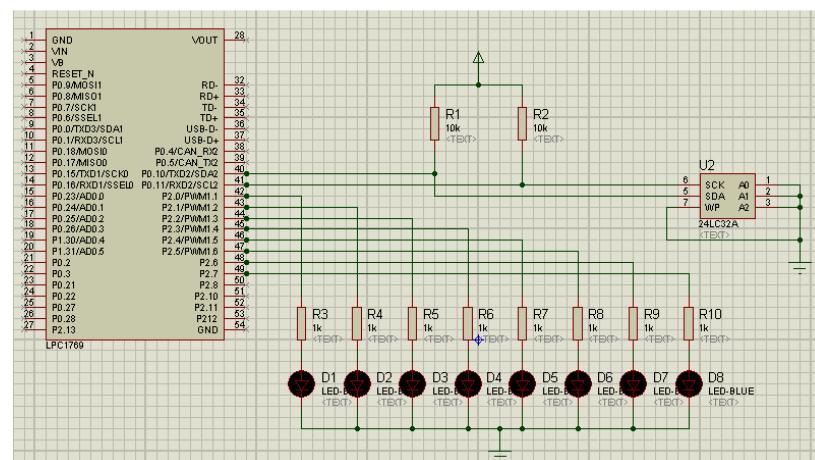 1 GND VOUT 28
2 VIN
3 VB
4 RESET_N
5 P0.9/MOSI1 RD- 32
6 P0.8/MISO1 RD+ 33
7 P0.7/SCK1 TD- 34
8 P0.6/SSEL1 TD+ 35
9 P0.0/TXD3/SDA1 USB-D- 36
10 P0.1/RXD3/SCL1 USB-D+ 37
11 P0.18/MOSI0 P0.4/CAN_RX2 38
12 P0.17/MISO0 P0.5/CAN_TX2 39
13 P0.15/TXD1/SCK0 P0.10/TXD2/SDA2 40
14 P0.16/RXD1/SSEL0 P0.11/RXD2/SCL2 41
15 P0.23/AD0.0 P2.0/PWM1.1 42
16 P0.24/AD0.1 P2.1/PWM1.2 43
17 P0.25/AD0.2 P2.2/PWM1.3 44
18 P0.26/AD0.3 P2.3/PWM1.4 45
19 P1.30/AD0.4 P2.4/PWM1.5 46
20 P1.31/AD0.5 P2.5/PWM1.6 47
21 P0.2 P2.6 48
22 P0.3 P2.7 49
23 P0.21 P2.8 50
24 P0.22 P2.10 51
25 P0.27 P2.11 52
26 P0.28 P212 53
27 P2.13 GND 54
LPC1769
R1 R2
10k 10k
<TEXT> <TEXT>
U2
6 SCK A0 1
5 SDA A1 2
7 WP A2 3
24LC32A
<TEXT>
R3 R4 R5 R6 R7 R8 R9 R10
1k 1k 1k 1k 1k 1k 1k 1k
<TEXT> <TEXT> <TEXT> <TEXT> <TEXT> <TEXT> <TEXT> <TEXT>
D1 D2 D3 D4 D5 D6 D7 D8
LED-B LED-B LED-B LED-B LED-B LED-B LED-B LED-BLUE
<TEXT> <TEXT> <TEXT> <TEXT> <TEXT> <TEXT> <TEXT> <TEXT>